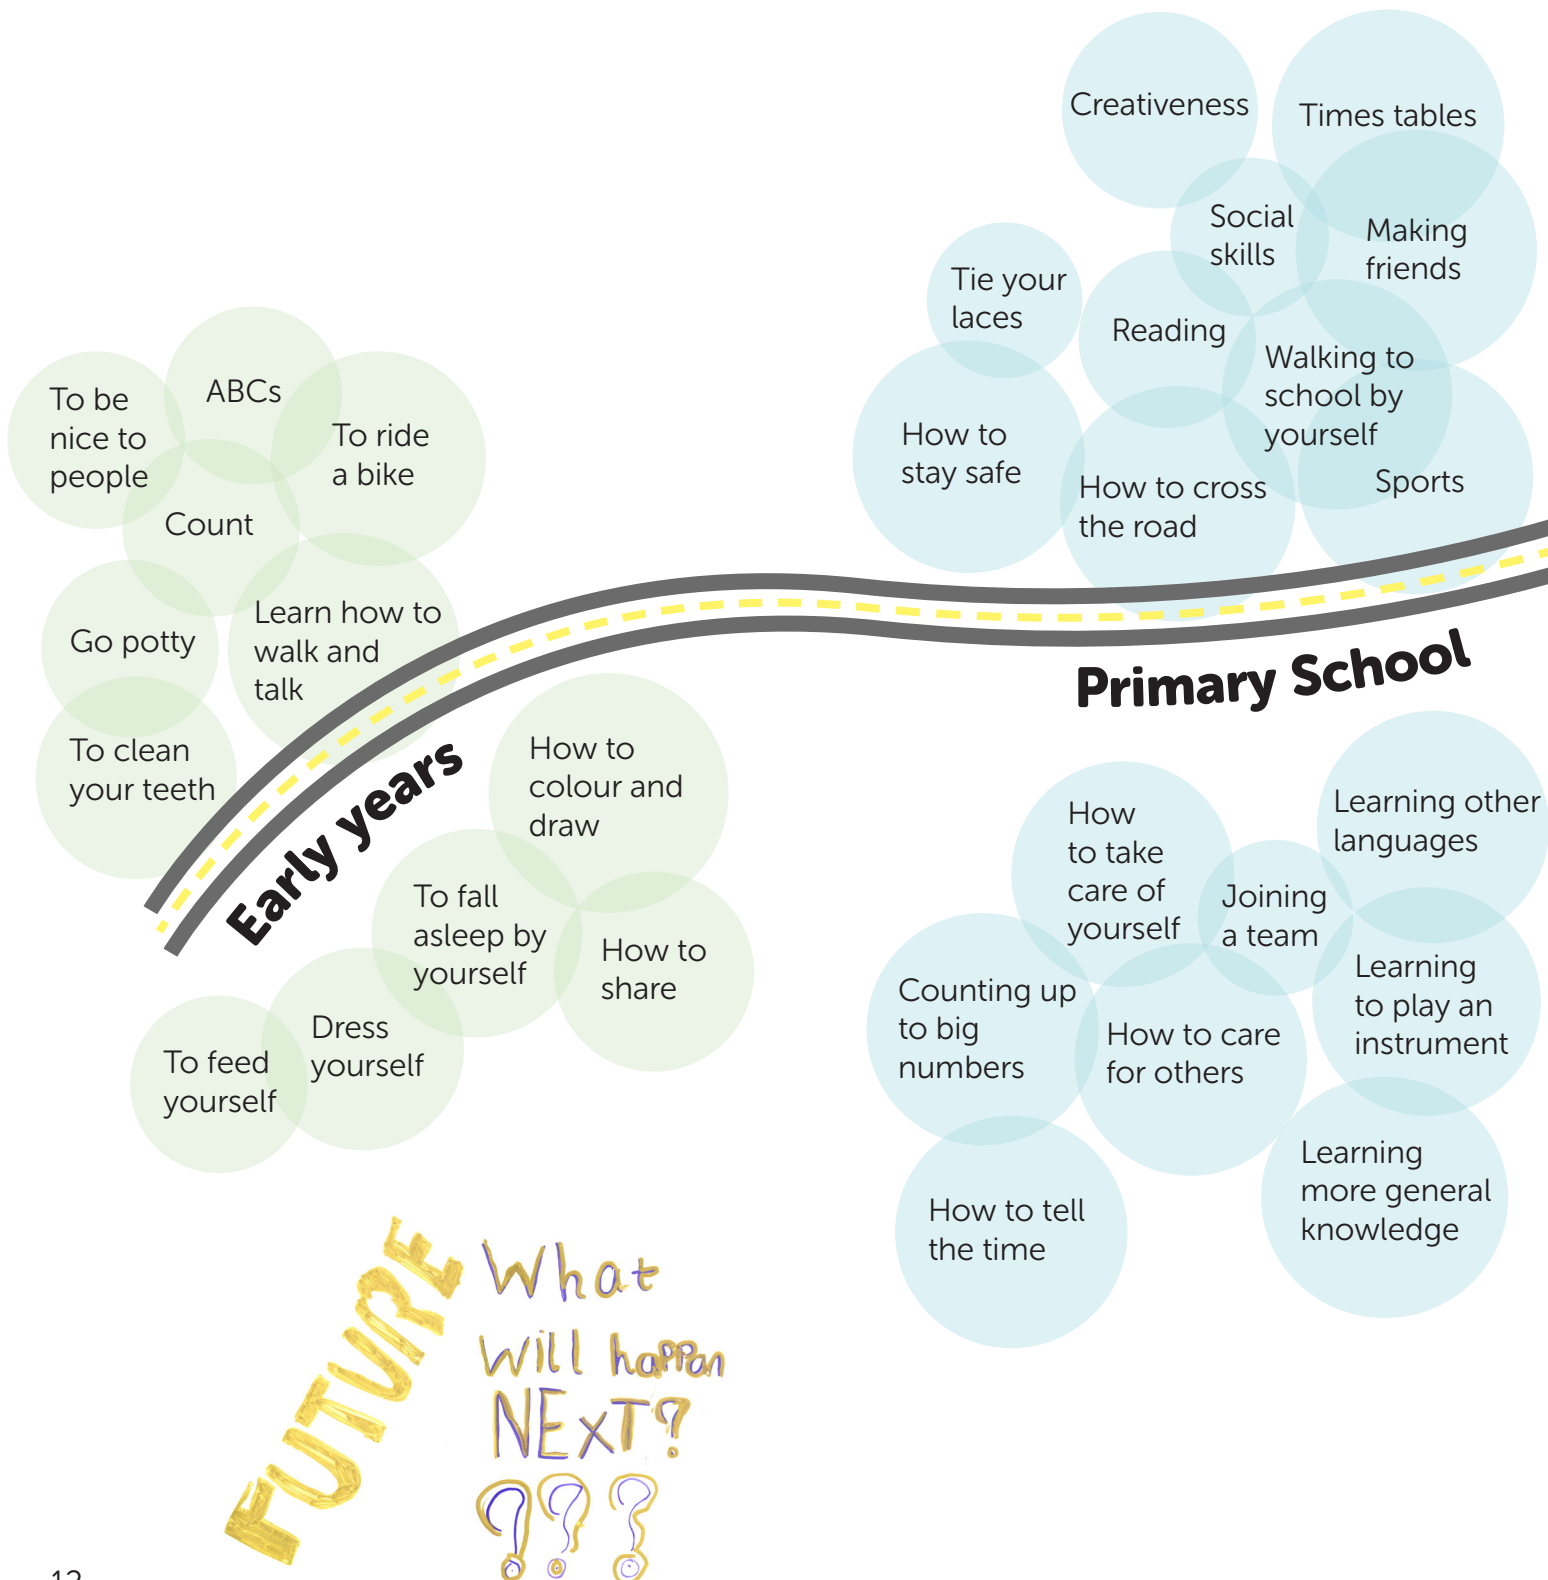 To be
nice to
people
ABCs
To ride
a bike
Count
Go potty
Learn how to
walk and
talk
To clean
your teeth
Early years
How to
colour and
draw
To fall
asleep by
yourself
How to
share
Dress
yourself
To feed
yourself
Creativeness
Times tables
Social
skills
Making
friends
Tie your
laces
Reading
Walking to
school by
yourself
How to
stay safe
How to cross
the road
Sports
Primary School
How
to take
care of
yourself
Learning other
languages
Joining
a team
Counting up
to big
numbers
How to care
for others
Learning
to play an
instrument
How to tell
the time
Learning
more general
knowledge
FUTURE
What
Will happen
NExT?
???